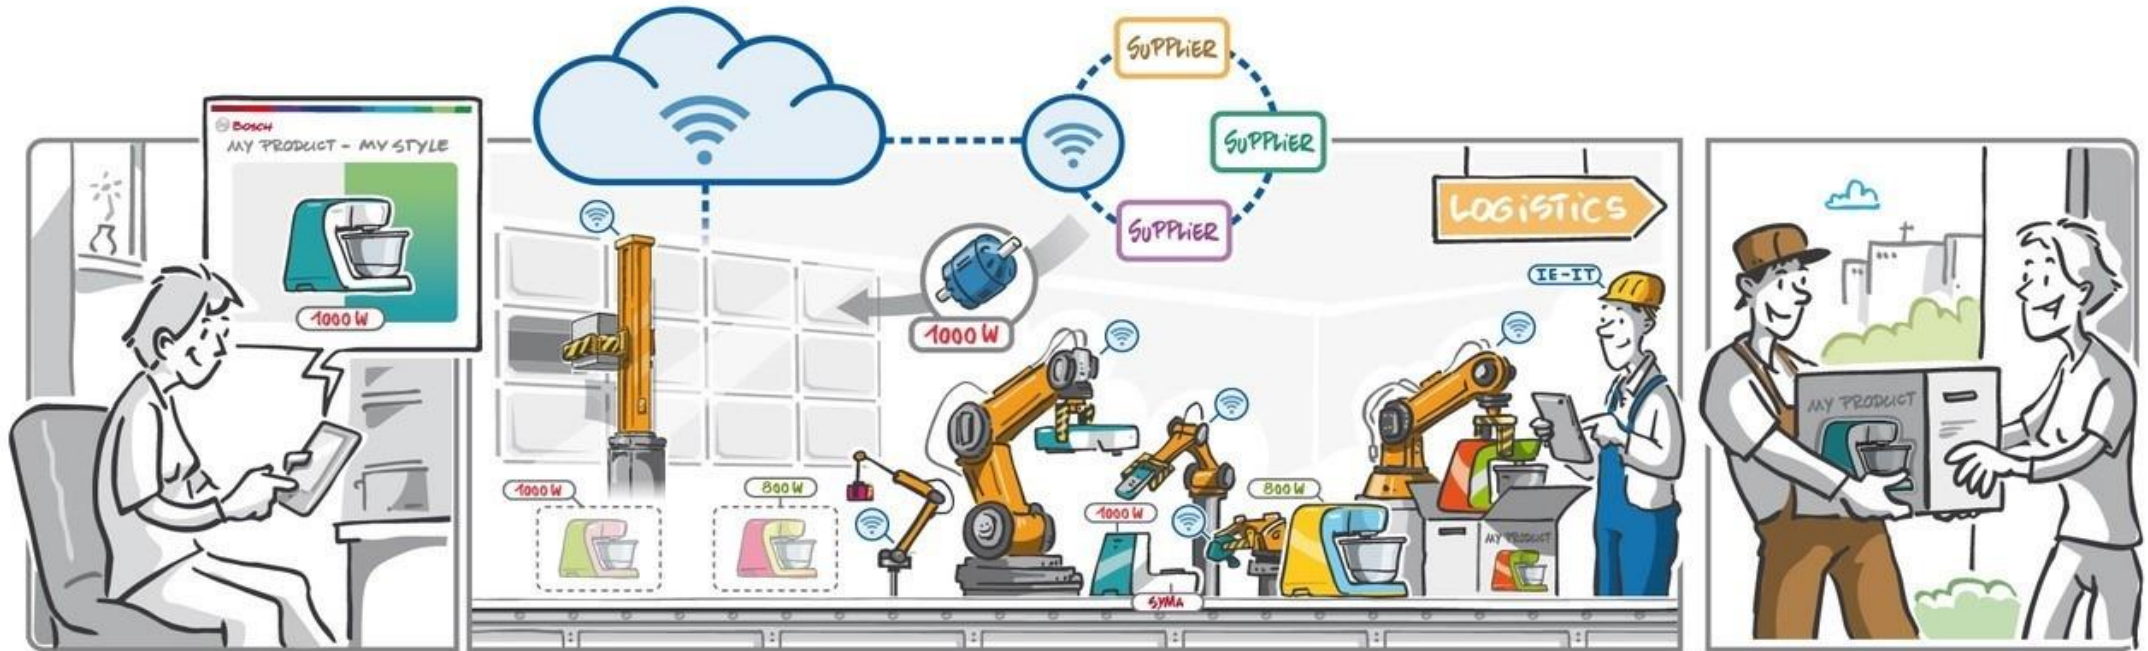 BOSCH
MY PRODUCT - MY STYLE
1000 W
SUPPLIER
SUPPLIER
SUPPLIER
1000 W
LOGISTICS
IE-IT
1000 W
800 W
1000 W
SYMA
800 W
MY PRODUCT
MY PRODUCT